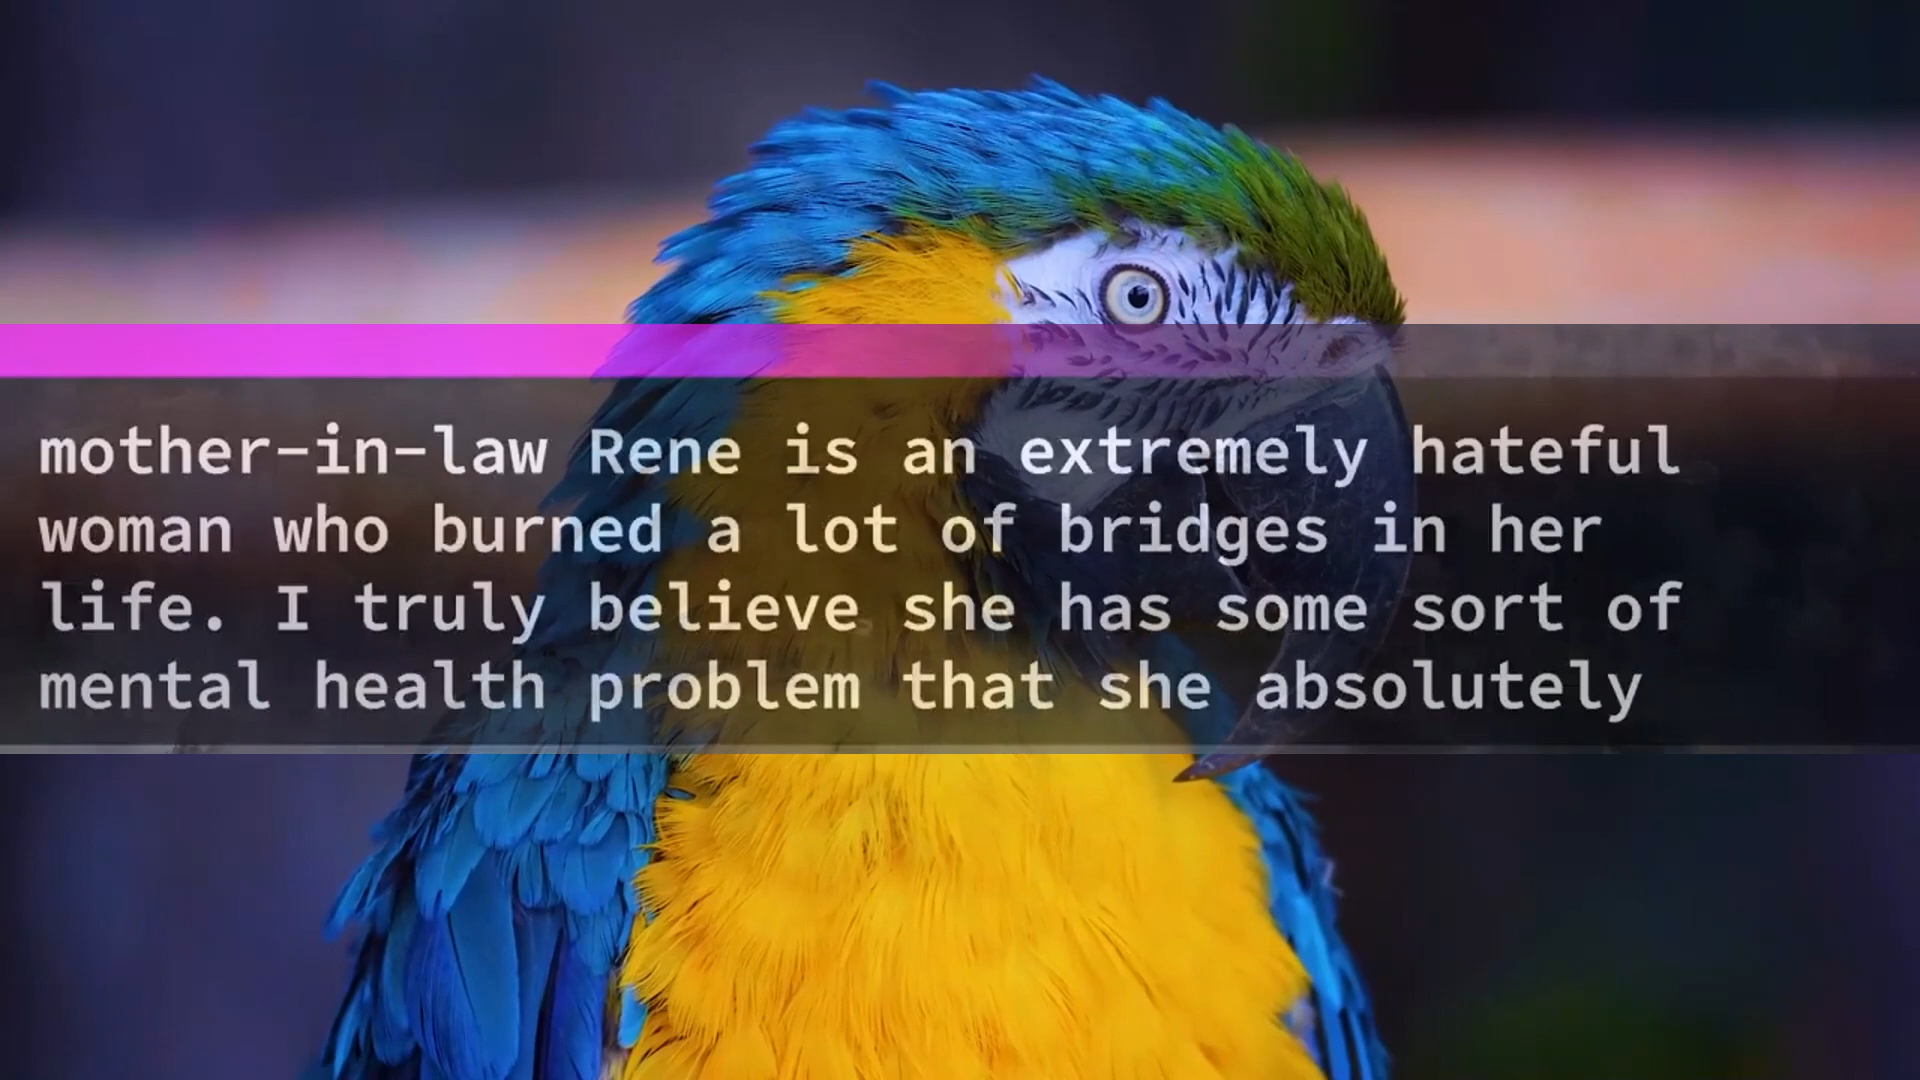 mother-in-law Rene is an extremely hateful
woman who burned a lot of bridges in her
life. I truly believe she has some sort of
mental health problem that she absolutely